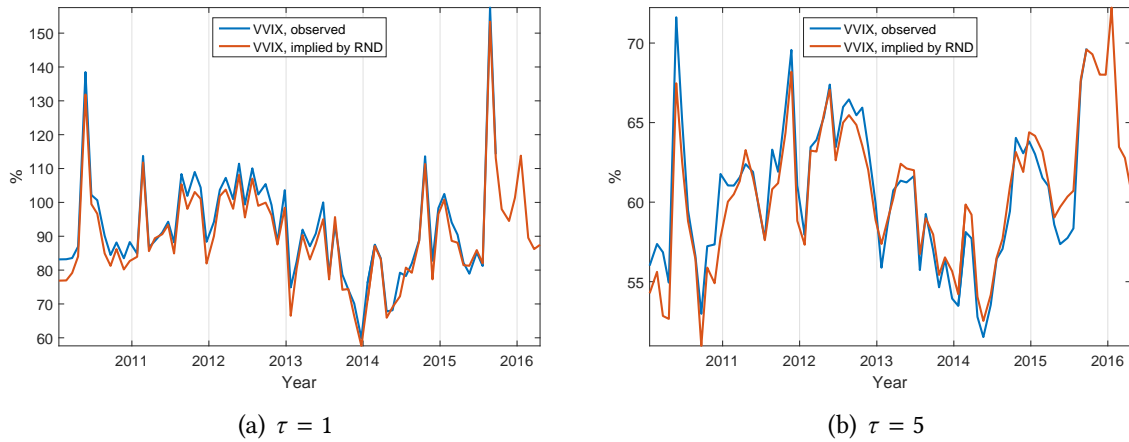 VVIX, observed
VVIX, implied by RND
150
140
130
120
110
100
90
80
70
60
%
2011 2012 2013 2014 2015 2016
Year
(a) τ = 1
VVIX, observed
VVIX, implied by RND
70
65
60
55
%
2011 2012 2013 2014 2015 2016
Year
(b) τ = 5